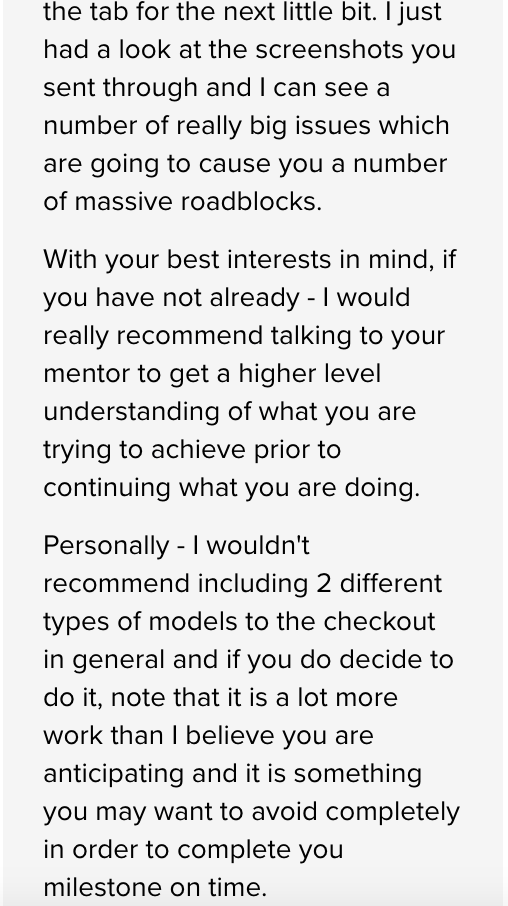 the tab for the next little bit. I just
had a look at the screenshots you
sent through and I can see a
number of really big issues which
are going to cause you a number
of massive roadblocks.
With your best interests in mind, if
you have not already - I would
really recommend talking to your
mentor to get a higher level
understanding of what you are
trying to achieve prior to
continuing what you are doing.
Personally - I wouldn't
recommend including 2 different
types of models to the checkout
in general and if you do decide to
do it, note that it is a lot more
work than I believe you are
anticipating and it is something
you may want to avoid completely
in order to complete you
milestone on time.